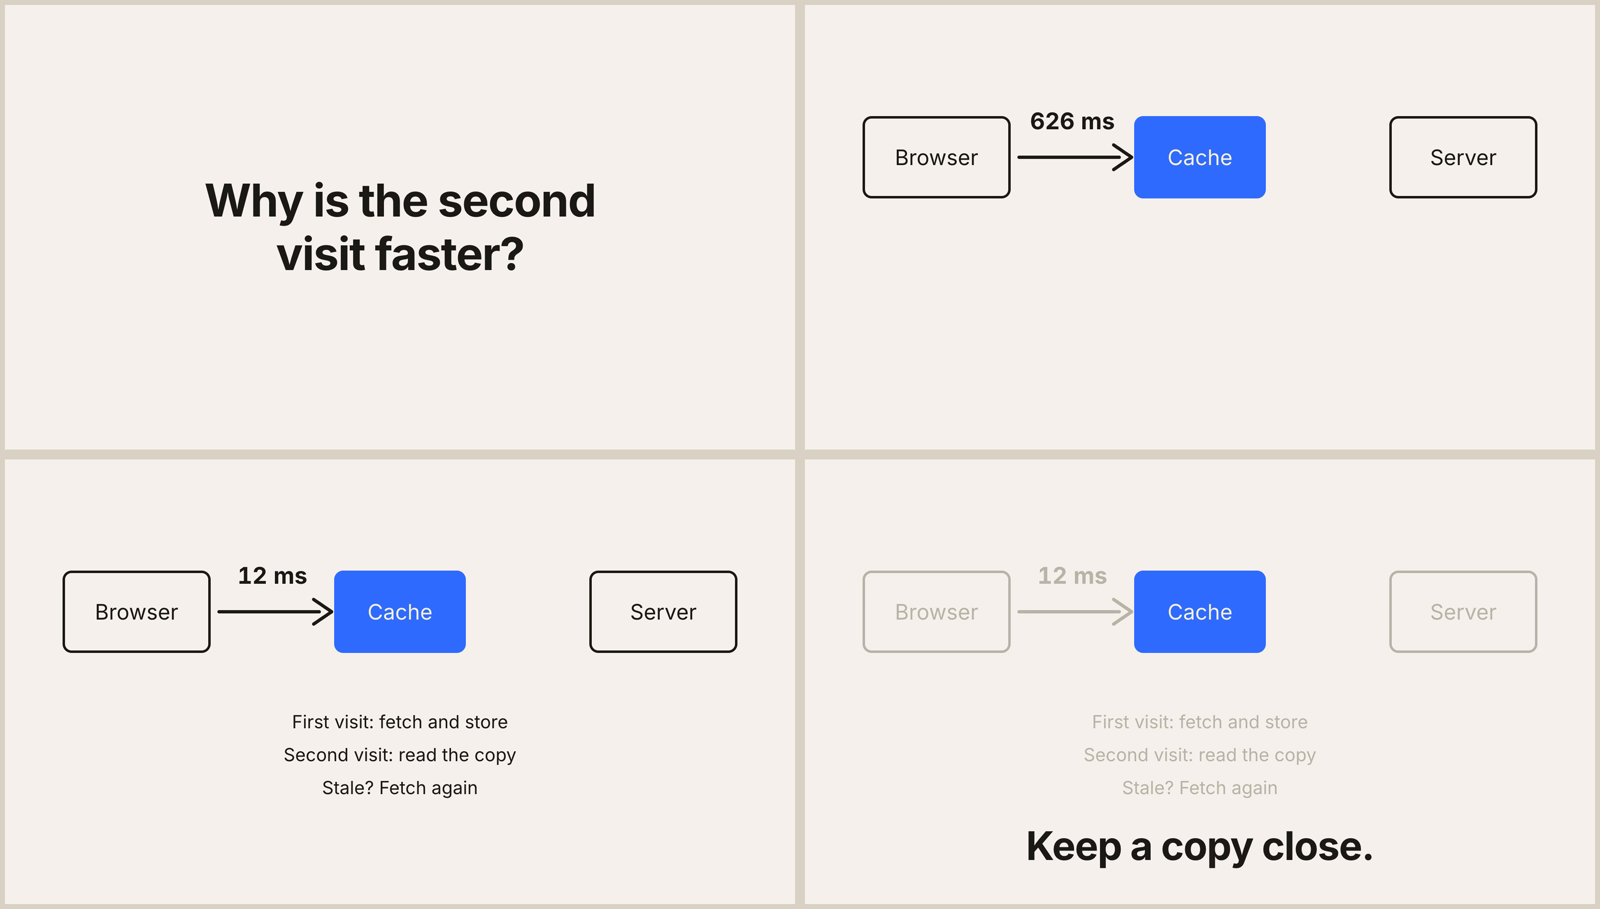 Why is the second
visit faster?
Browser
626 ms
Cache
Server
Browser
12 ms
Cache
Server
First visit: fetch and store
Second visit: read the copy
Stale? Fetch again
Browser
12 ms
Cache
Server
First visit: fetch and store
Second visit: read the copy
Stale? Fetch again
Keep a copy close.